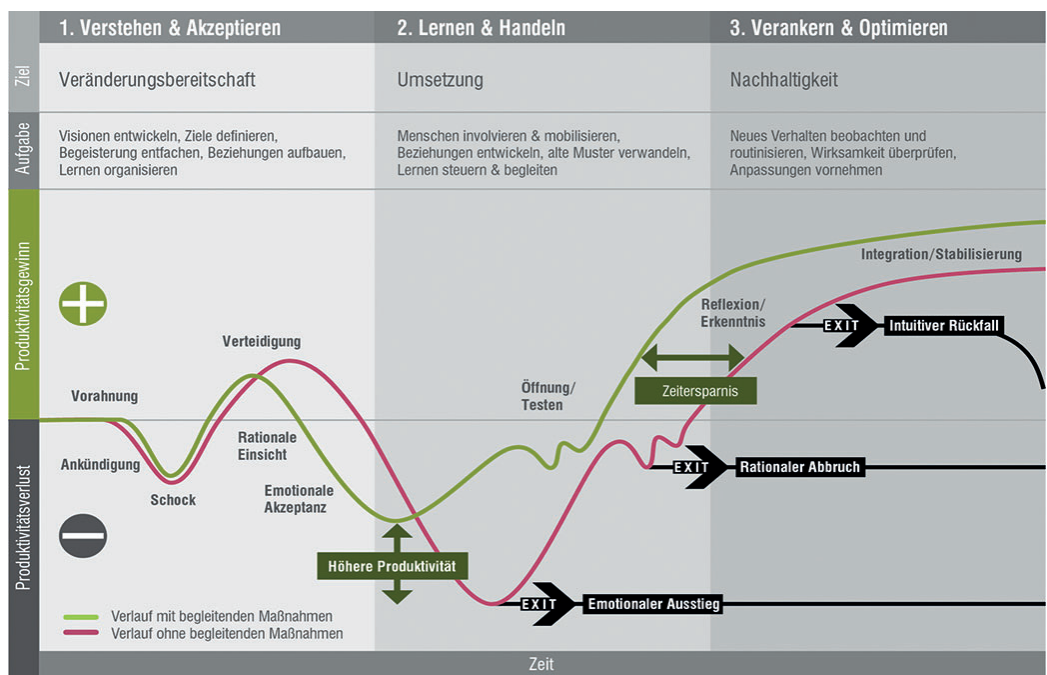 1. Verstehen & Akzeptieren
2. Lernen & Handeln
3. Verankern & Optimieren
Ziel
Veränderungsbereitschaft
Umsetzung
Nachhaltigkeit
Aufgabe
Visionen entwickeln, Ziele definieren,
Begeisterung entfachen, Beziehungen aufbauen,
Lernen organisieren
Menschen involvieren & mobilisieren,
Beziehungen entwickeln, alte Muster verwandeln,
Lernen steuern & begleiten
Neues Verhalten beobachten und
routinisieren, Wirksamkeit überprüfen,
Anpassungen vornehmen
Produktivitätsgewinn
Integration/Stabilisierung
Reflexion/
Erkenntnis
EXIT
Intuitiver Rückfall
Verteidigung
Zeitersparnis
Öffnung/
Testen
Vorahnung
Produktivitätsverlust
Ankündigung
Rationale
Einsicht
Schock
Emotionale
Akzeptanz
EXIT
Rationaler Abbruch
Höhere Produktivität
EXIT
Emotionaler Ausstieg
Verlauf mit begleitenden Maßnahmen
Verlauf ohne begleitenden Maßnahmen
Zeit